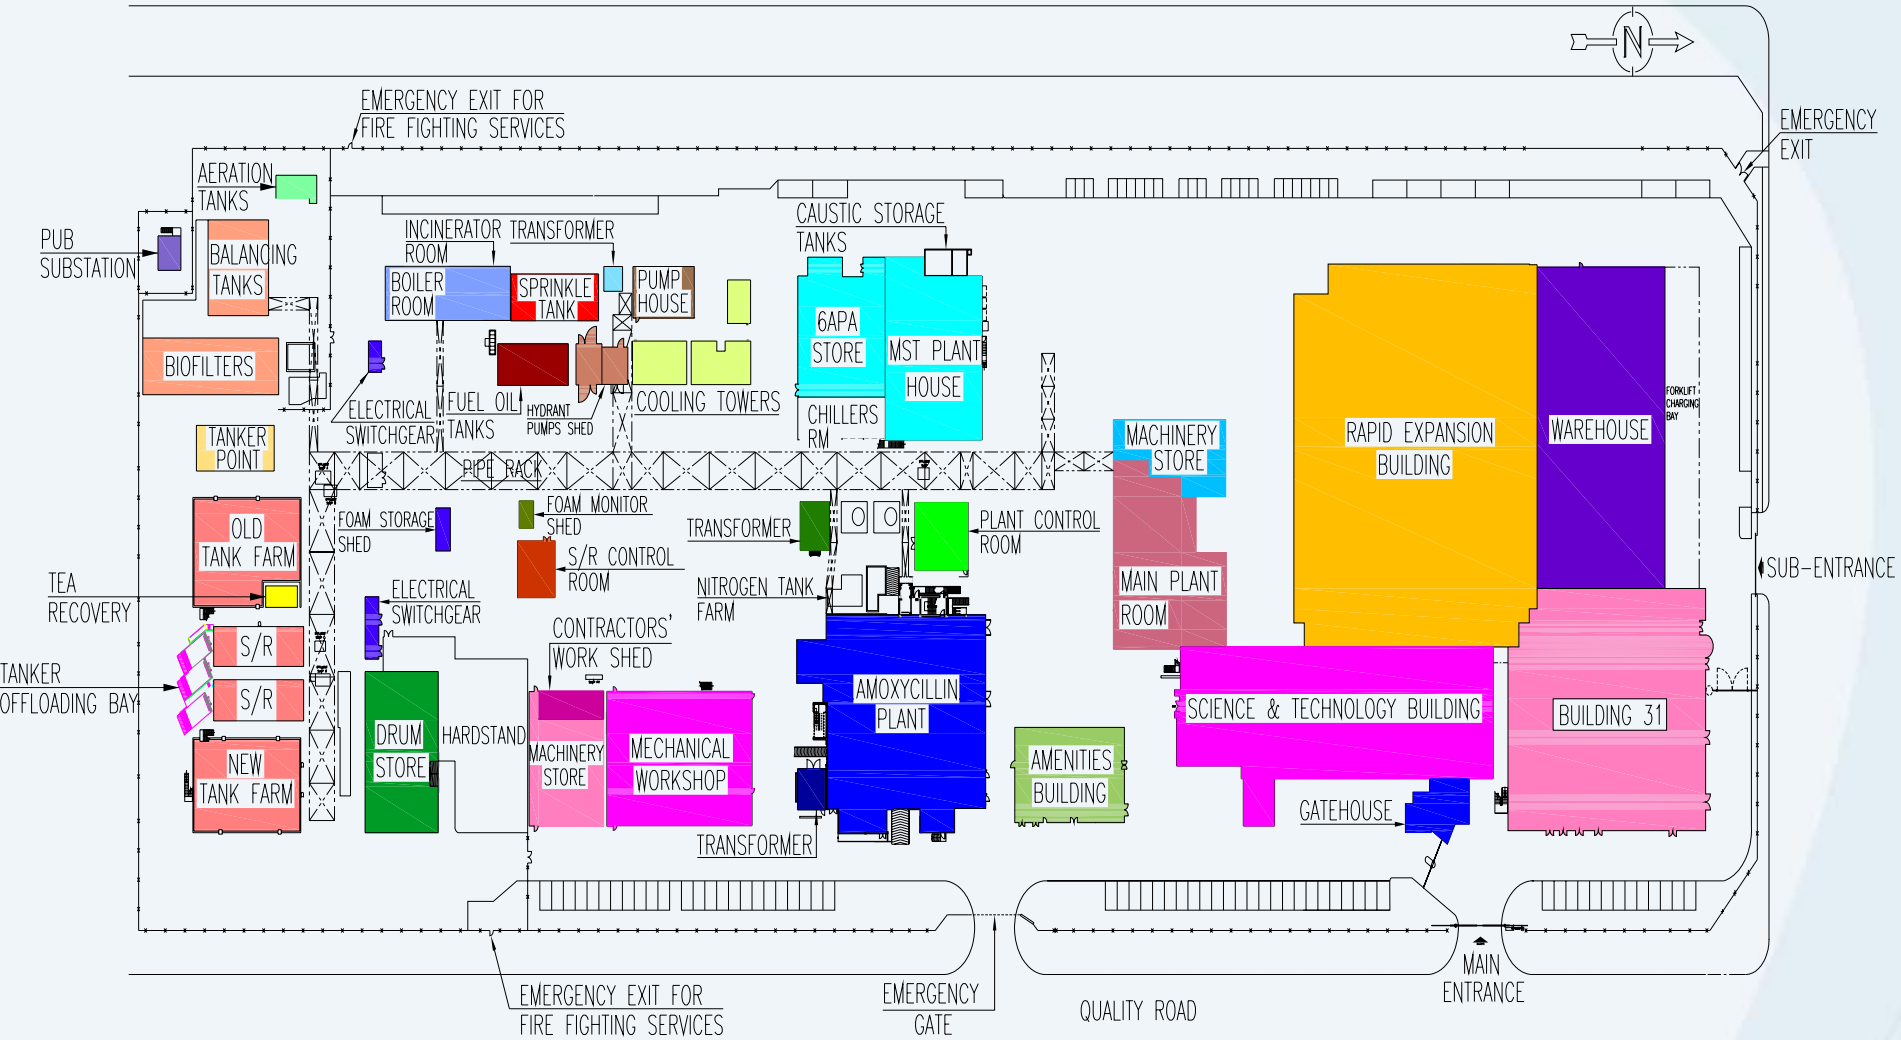 N
EMERGENCY EXIT FOR
FIRE FIGHTING SERVICES
EMERGENCY
EXIT
AERATION
TANKS
PUB
SUBSTATION
BALANCING
TANKS
INCINERATOR
ROOM
TRANSFORMER
CAUSTIC STORAGE
TANKS
BOILER
ROOM
SPRINKLE
TANK
PUMP
HOUSE
6APA
STORE
MST PLANT
HOUSE
BIOFILTERS
ELECTRICAL
SWITCHGEAR
FUEL OIL
TANKS
HYDRANT
PUMPS SHED
COOLING TOWERS
CHILLERS
RM
FORKLIFT
CHARGING
BAY
TANKER
POINT
PIPE RACK
MACHINERY
STORE
RAPID EXPANSION
BUILDING
WAREHOUSE
OLD
TANK FARM
FOAM STORAGE
SHED
FOAM MONITOR
SHED
TRANSFORMER
PLANT CONTROL
ROOM
S/R CONTROL
ROOM
TEA
RECOVERY
ELECTRICAL
SWITCHGEAR
NITROGEN TANK
FARM
MAIN PLANT
ROOM
SUB-ENTRANCE
S/R
CONTRACTORS'
WORK SHED
TANKER
OFFLOADING BAY
S/R
AMOXYCILLIN
PLANT
SCIENCE & TECHNOLOGY BUILDING
BUILDING 31
DRUM
STORE
HARDSTAND
MACHINERY
STORE
MECHANICAL
WORKSHOP
AMENITIES
BUILDING
NEW
TANK FARM
GATEHOUSE
TRANSFORMER
MAIN
ENTRANCE
EMERGENCY EXIT FOR
FIRE FIGHTING SERVICES
EMERGENCY
GATE
QUALITY ROAD